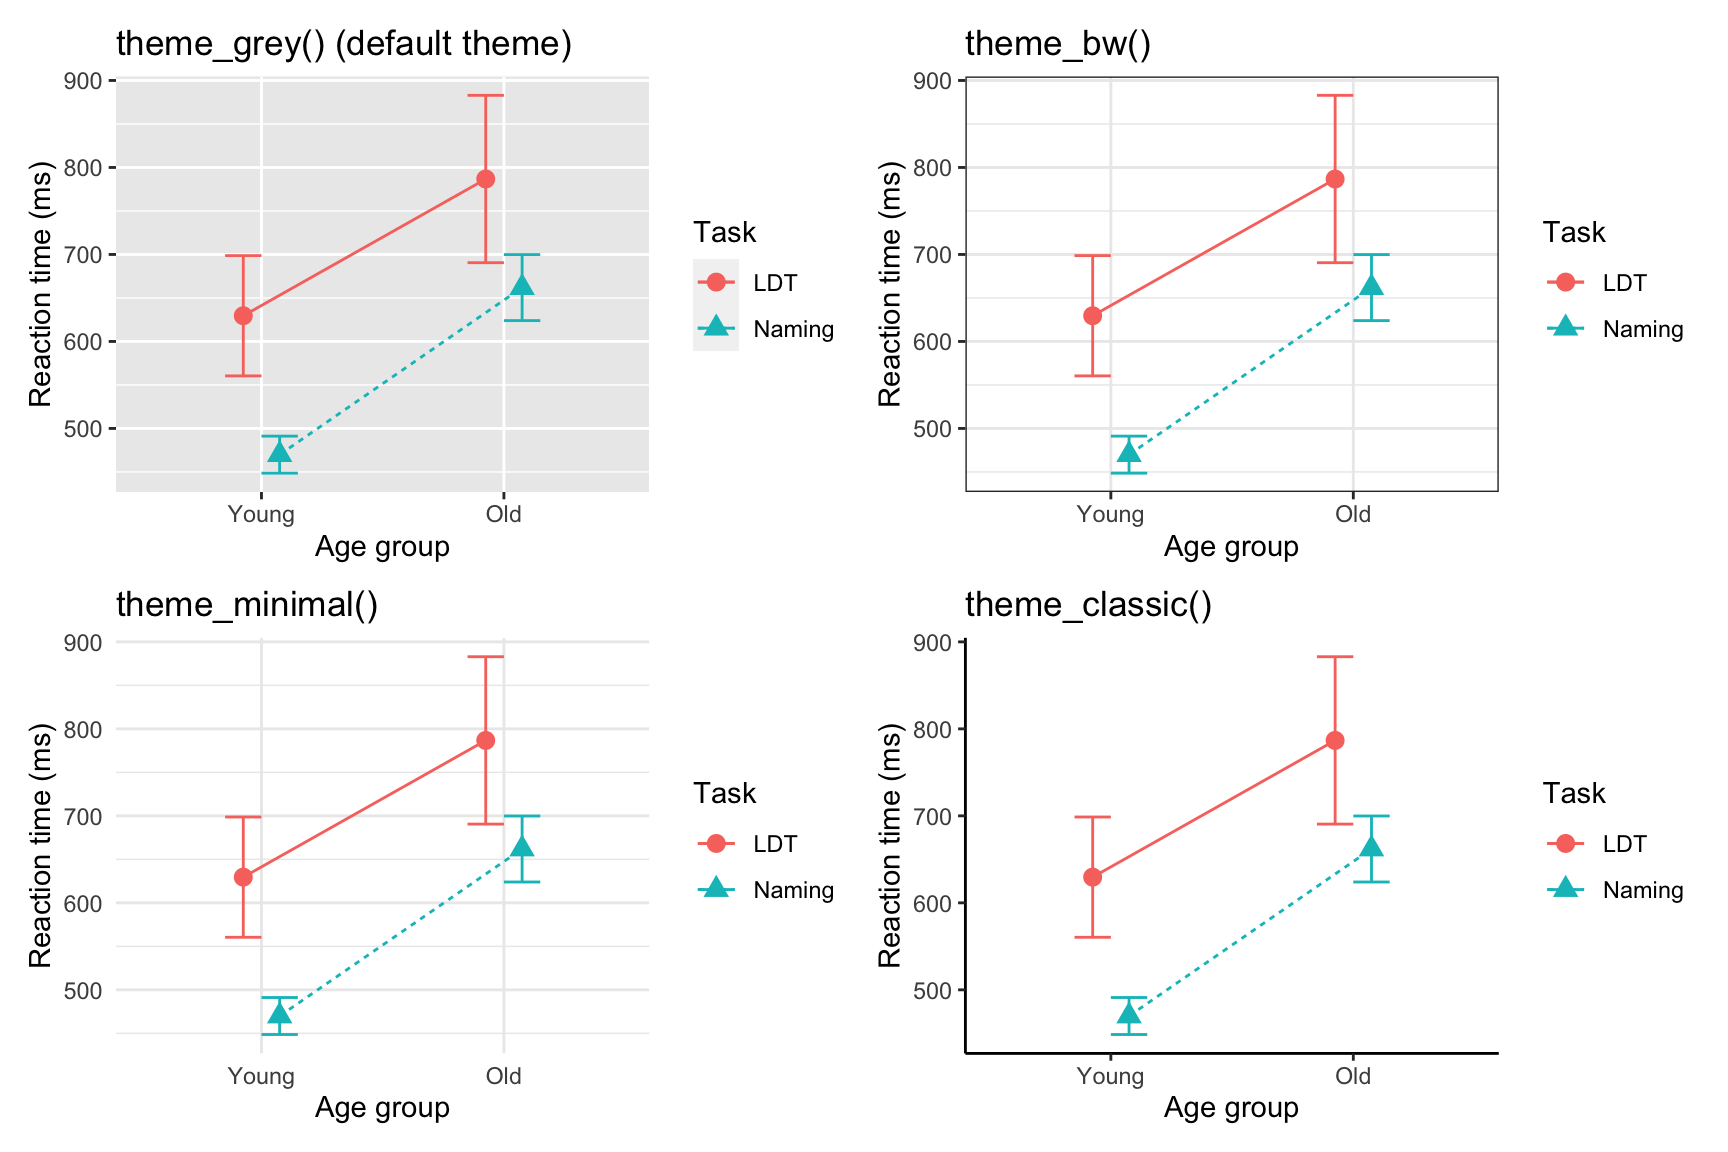 theme_grey() (default theme)
900
800
700
600
500
Reaction time (ms)
Young Old
Age group
Task
LDT
Naming
theme_bw()
900
800
700
600
500
Reaction time (ms)
Young Old
Age group
Task
LDT
Naming
theme_minimal()
900
800
700
600
500
Reaction time (ms)
Young Old
Age group
Task
LDT
Naming
theme_classic()
900
800
700
600
500
Reaction time (ms)
Young Old
Age group
Task
LDT
Naming